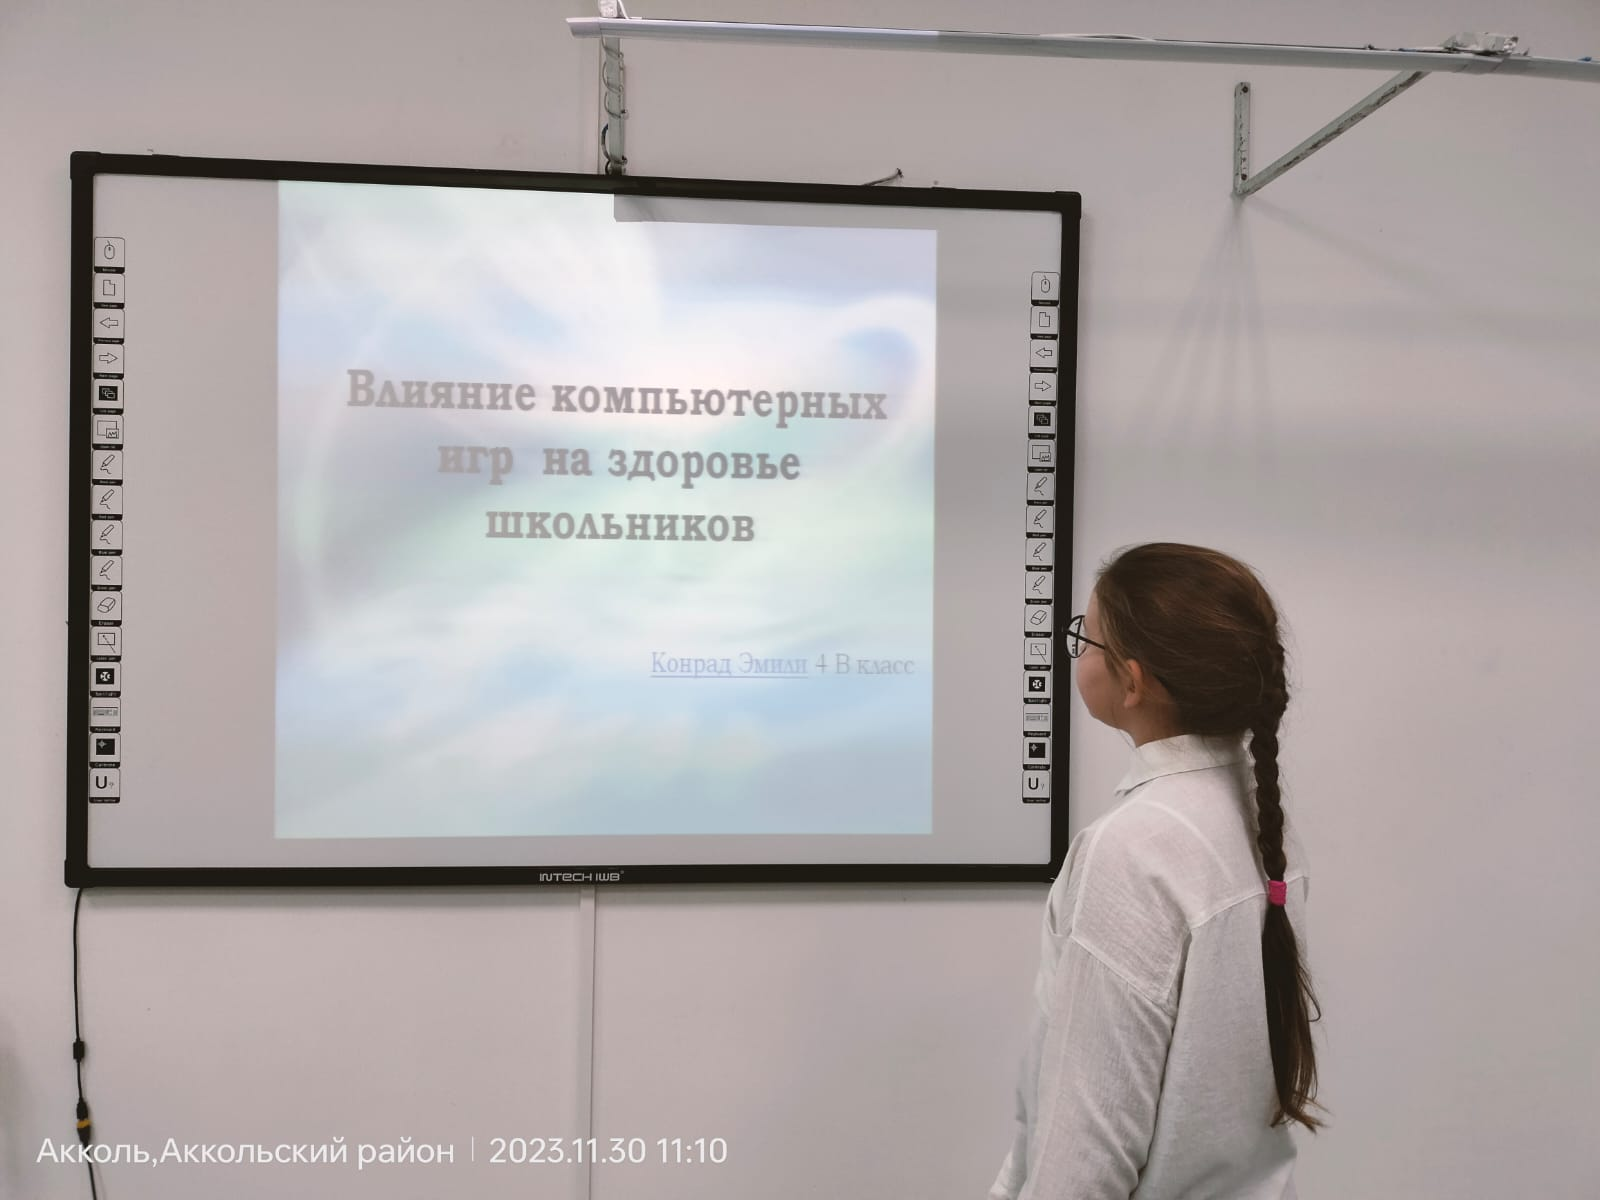 Влияние компьютерных
игр на здоровье
школьников
Конрад Эмили 4 В класс
INTECH IWB
Акколь,Аккольский район | 2023.11.30 11:10